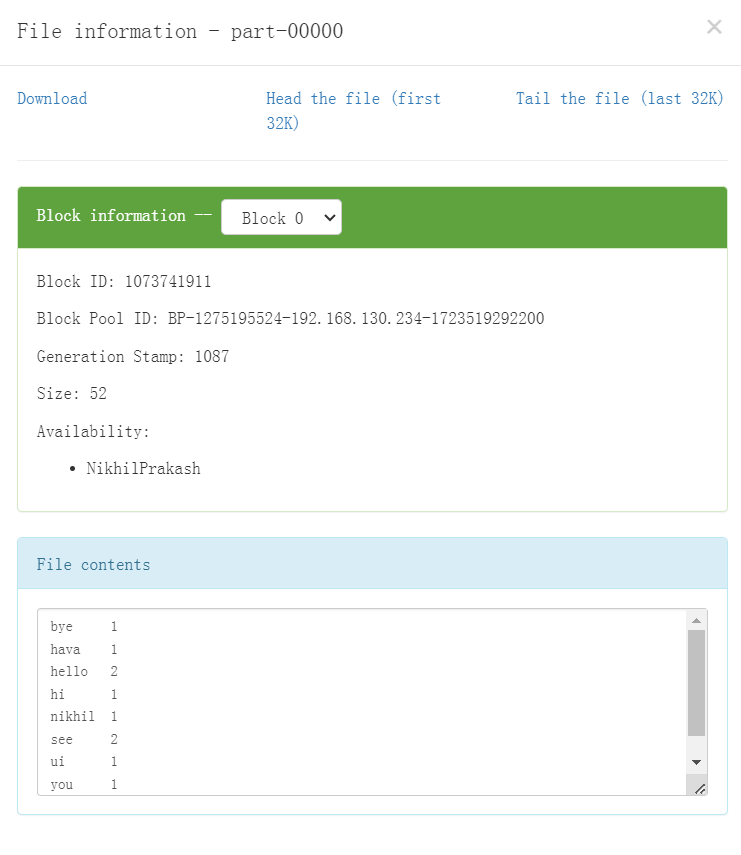 File information - part-00000
×
Download
Head the file (first
32K)
Tail the file (last 32K)
Block information --
Block 0
Block ID: 1073741911
Block Pool ID: BP-1275195524-192.168.130.234-1723519292200
Generation Stamp: 1087
Size: 52
Availability:
• NikhilPrakash
File contents
bye 1
hava 1
hello 2
hi 1
nikhil 1
see 2
ui 1
you 1